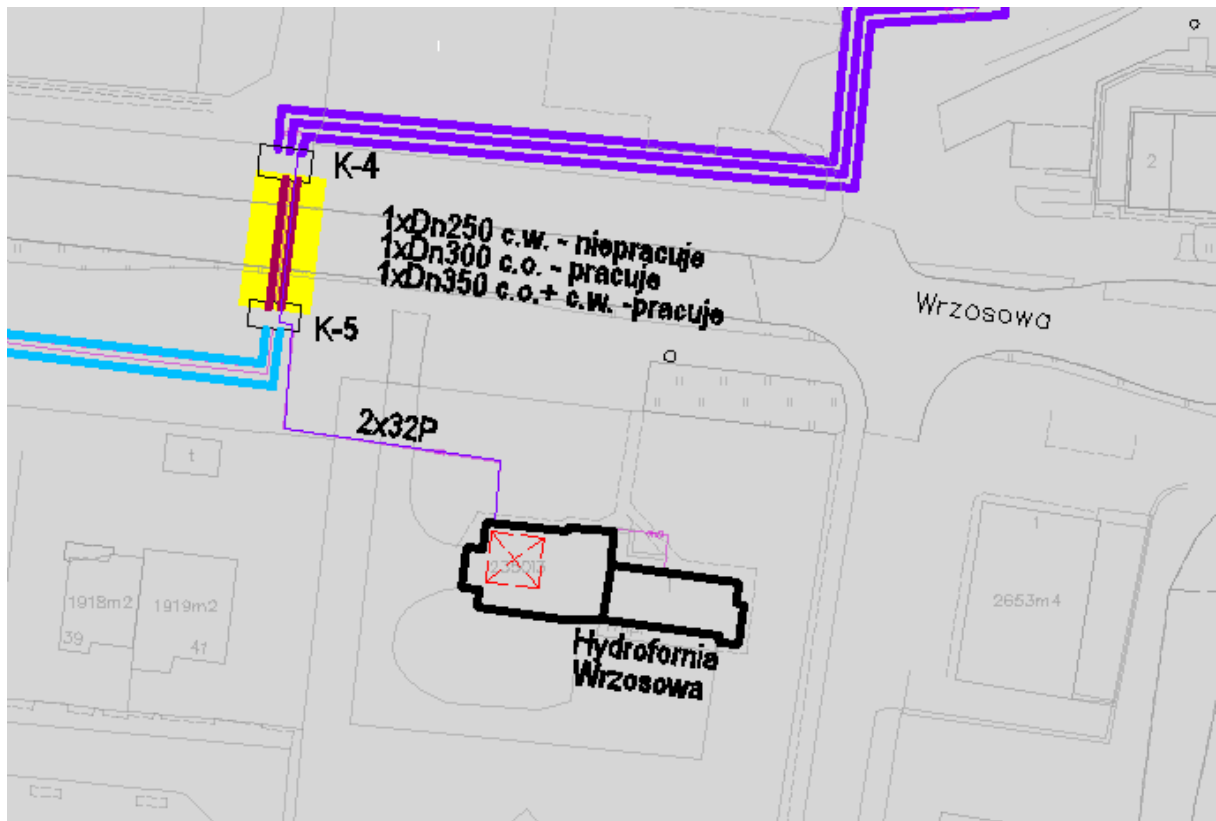 K-4
2
1xDn250 c.w. - niepracuje
1xDn300 c.o. - pracuje
1xDn350 c.o.+ c.w. -pracuje
Wrzosowa
K-5
2x32P
t
1
1918m2
1919m2
2653m4
39
41
Hydrofornia
Wrzosowa